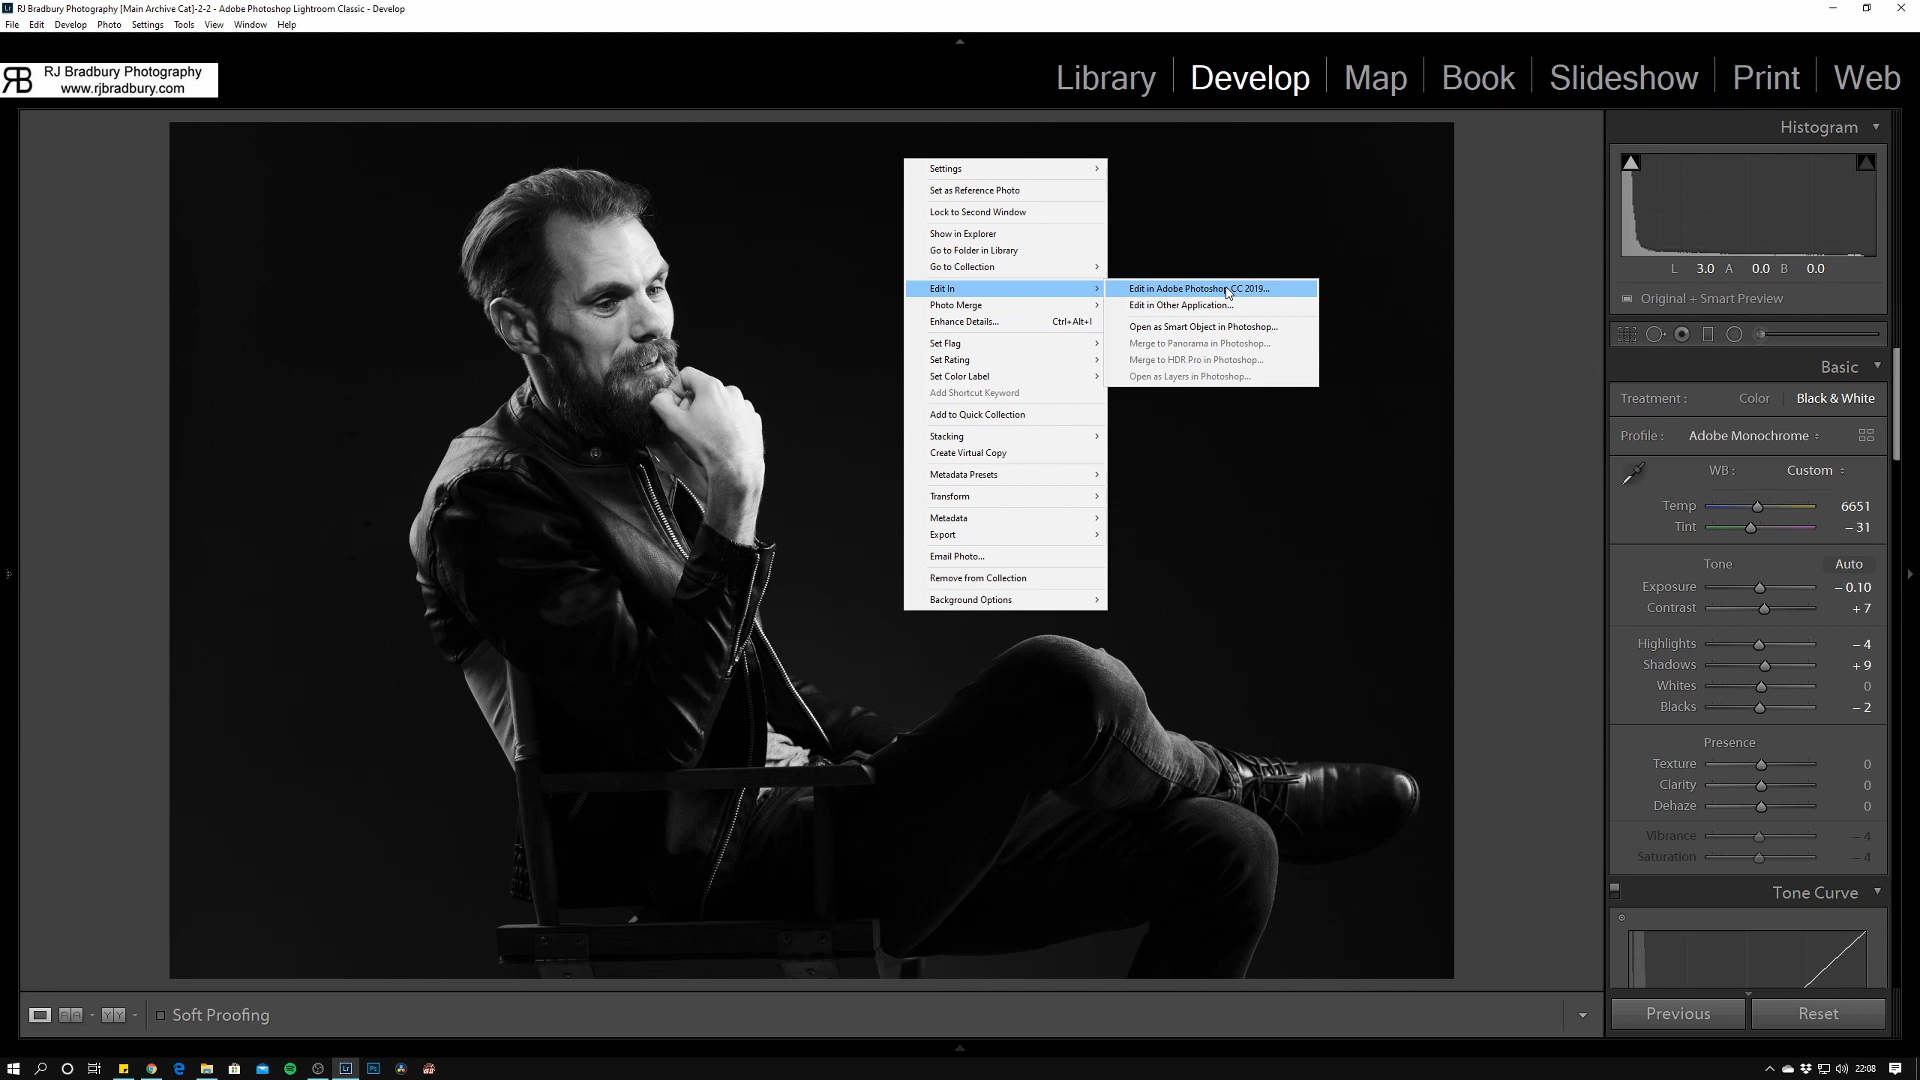 RJ Bradbury Photography [Main Archive Cat]-2-2 - Adobe Photoshop Lightroom Classic - Develop
File Edit Develop Photo Settings Tools View Window Help
RJ Bradbury Photography
www.rjbradbury.com
Library Develop Map Book Slideshow Print Web
Settings
Set as Reference Photo
Lock to Second Window
Show in Explorer
Go to Folder in Library
Go to Collection
Edit In
Photo Merge
Enhance Details... Ctrl+Alt+I
Set Flag
Set Rating
Set Color Label
Add Shortcut Keyword
Add to Quick Collection
Stacking
Create Virtual Copy
Metadata Presets
Transform
Metadata
Export
Email Photo...
Remove from Collection
Background Options
Edit in Adobe Photoshop CC 2019...
Edit in Other Application...
Open as Smart Object in Photoshop...
Merge to Panorama in Photoshop...
Merge to HDR Pro in Photoshop...
Open as Layers in Photoshop...
Histogram
L 3.0 A 0.0 B 0.0
Original + Smart Preview
Basic
Treatment : Color Black & White
Profile : Adobe Monochrome
WB : Custom
Temp 6651
Tint – 31
Tone Auto
Exposure – 0.10
Contrast + 7
Highlights – 4
Shadows + 9
Whites 0
Blacks – 2
Presence
Texture 0
Clarity 0
Dehaze 0
Vibrance – 4
Saturation – 4
Tone Curve
Previous Reset
Soft Proofing
22:08